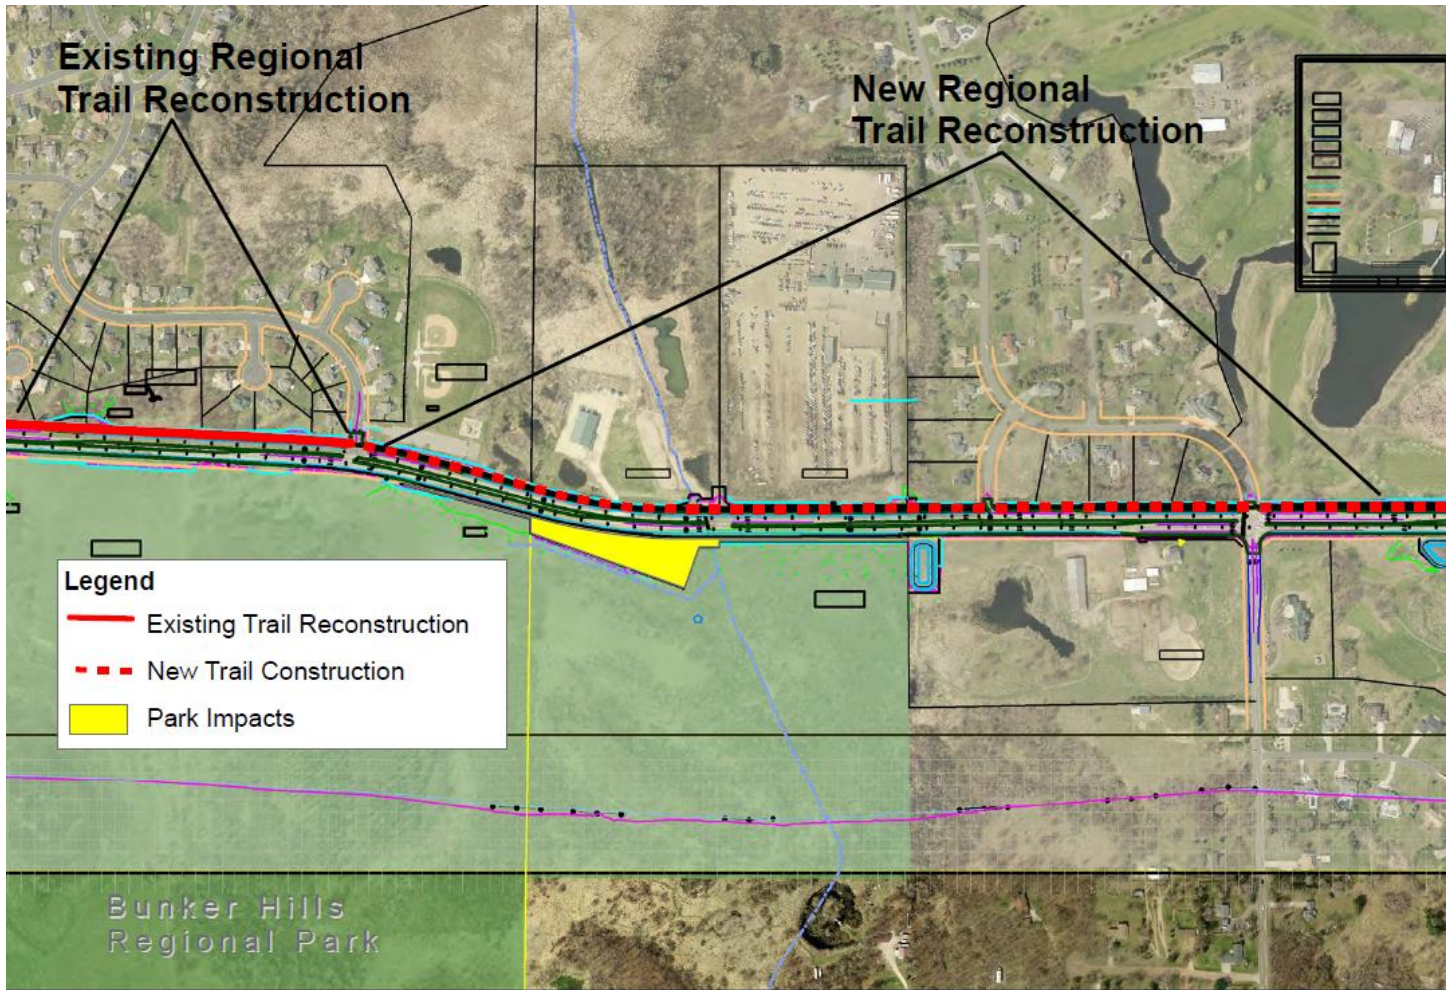 Existing Regional
Trail Reconstruction
New Regional
Trail Reconstruction
Legend
Existing Trail Reconstruction
New Trail Construction
Park Impacts
Bunker Hills
Regional Park